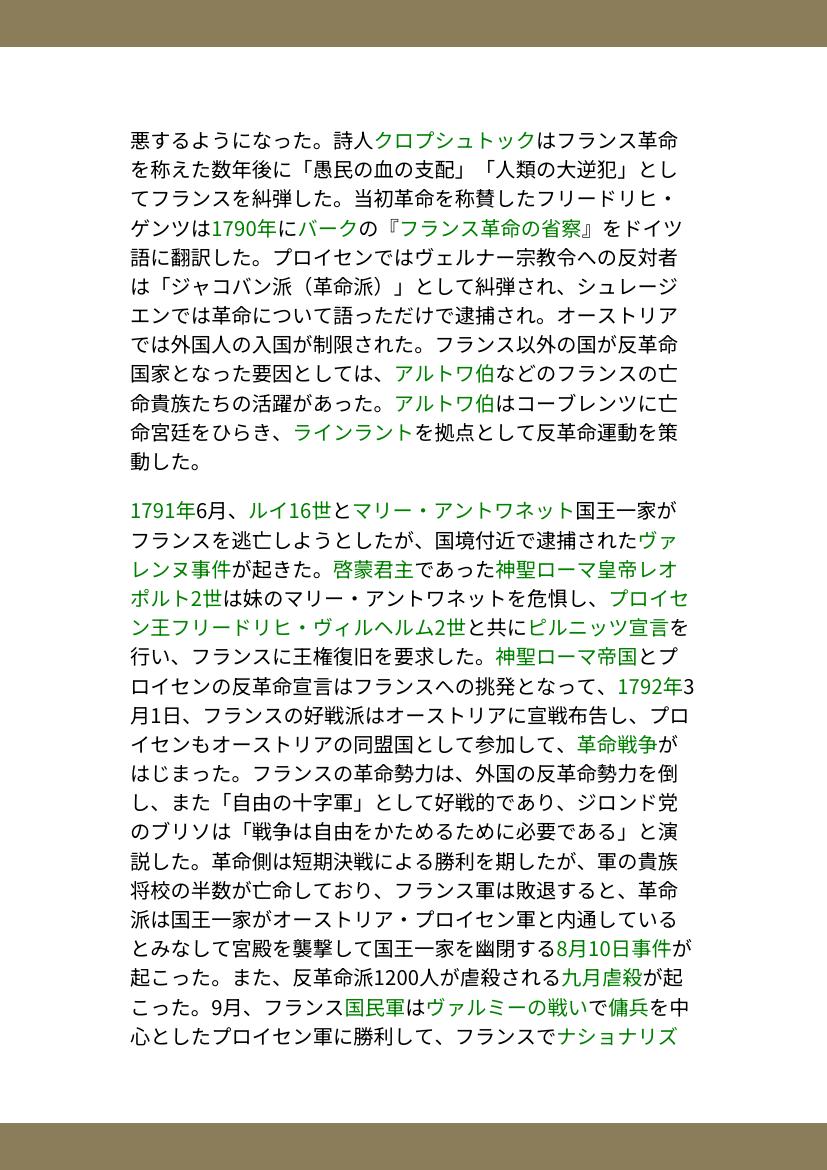 悪するようになった。詩人クロプシュトックはフランス革命
を称えた数年後に「愚民の血の支配」「人類の大逆犯」とし
てフランスを糾弾した。当初革命を称賛したフリードリヒ・
ゲンツは1790年にバークの『フランス革命の省察』をドイツ
語に翻訳した。プロイセンではヴェルナー宗教令への反対者
は「ジャコバン派（革命派）」として糾弾され、シュレージ
エンでは革命について語っただけで逮捕され。オーストリア
では外国人の入国が制限された。フランス以外の国が反革命
国家となった要因としては、アルトワ伯などのフランスの亡
命貴族たちの活躍があった。アルトワ伯はコーブレンツに亡
命宮廷をひらき、ラインラントを拠点として反革命運動を策
動した。
1791年6月、ルイ16世とマリー・アントワネット国王一家が
フランスを逃亡しようとしたが、国境付近で逮捕されたヴァ
レンヌ事件が起きた。啓蒙君主であった神聖ローマ皇帝レオ
ポルト2世は妹のマリー・アントワネットを危惧し、プロイセ
ン王フリードリヒ・ヴィルヘルム2世と共にピルニッツ宣言を
行い、フランスに王権復旧を要求した。神聖ローマ帝国とプ
ロイセンの反革命宣言はフランスへの挑発となって、1792年3
月1日、フランスの好戦派はオーストリアに宣戦布告し、プロ
イセンもオーストリアの同盟国として参加して、革命戦争が
はじまった。フランスの革命勢力は、外国の反革命勢力を倒
し、また「自由の十字軍」として好戦的であり、ジロンド党
のブリソは「戦争は自由をかためるために必要である」と演
説した。革命側は短期決戦による勝利を期したが、軍の貴族
将校の半数が亡命しており、フランス軍は敗退すると、革命
派は国王一家がオーストリア・プロイセン軍と内通している
とみなして宮殿を襲撃して国王一家を幽閉する8月10日事件が
起こった。また、反革命派1200人が虐殺される九月虐殺が起
こった。9月、フランス国民軍はヴァルミーの戦いで傭兵を中
心としたプロイセン軍に勝利して、フランスでナショナリズ